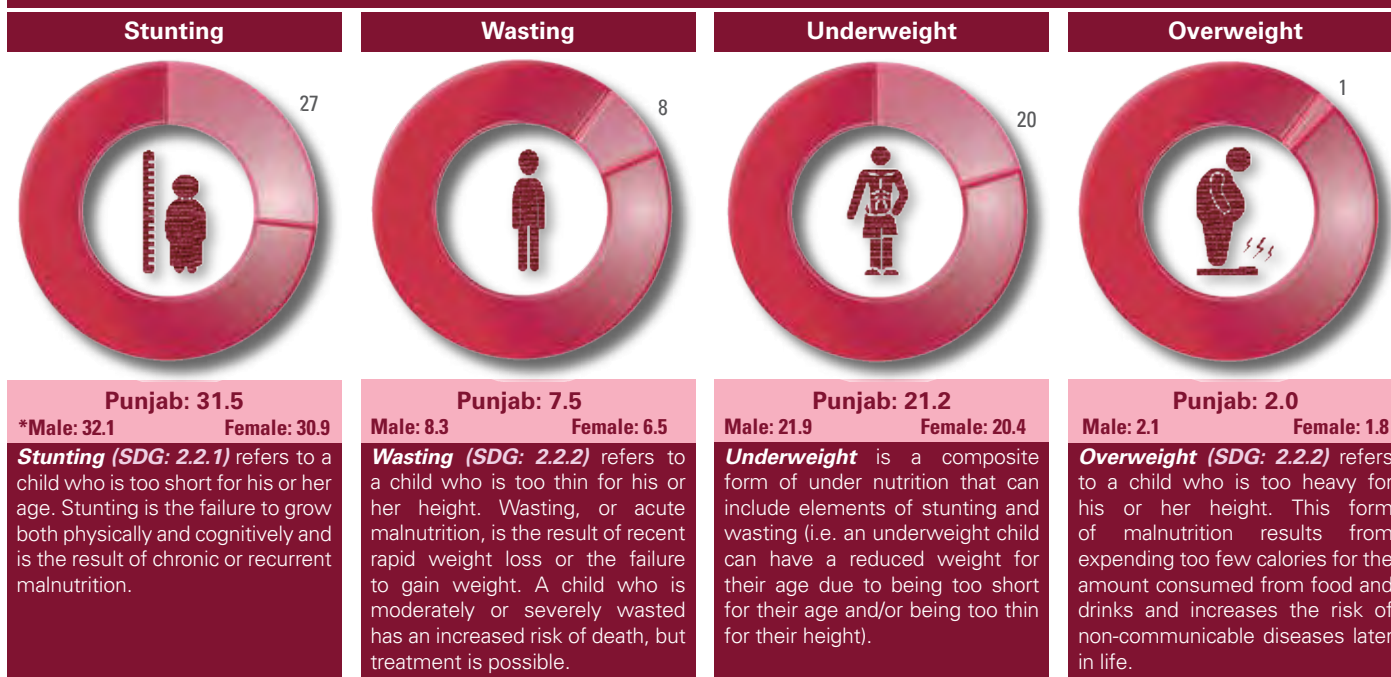 Stunting
27
Punjab: 31.5
*Male: 32.1 Female: 30.9
Stunting (SDG: 2.2.1) refers to a
child who is too short for his or her
age. Stunting is the failure to grow
both physically and cognitively and
is the result of chronic or recurrent
malnutrition.
Wasting
8
Punjab: 7.5
Male: 8.3 Female: 6.5
Wasting (SDG: 2.2.2) refers to
a child who is too thin for his or
her height. Wasting, or acute
malnutrition, is the result of recent
rapid weight loss or the failure
to gain weight. A child who is
moderately or severely wasted
has an increased risk of death, but
treatment is possible.
Underweight
20
Punjab: 21.2
Male: 21.9 Female: 20.4
Underweight is a composite
form of under nutrition that can
include elements of stunting and
wasting (i.e. an underweight child
can have a reduced weight for
their age due to being too short
for their age and/or being too thin
for their height).
Overweight
1
Punjab: 2.0
Male: 2.1 Female: 1.8
Overweight (SDG: 2.2.2) refers
to a child who is too heavy for
his or her height. This form
of malnutrition results from
expending too few calories for the
amount consumed from food and
drinks and increases the risk of
non-communicable diseases later
in life.